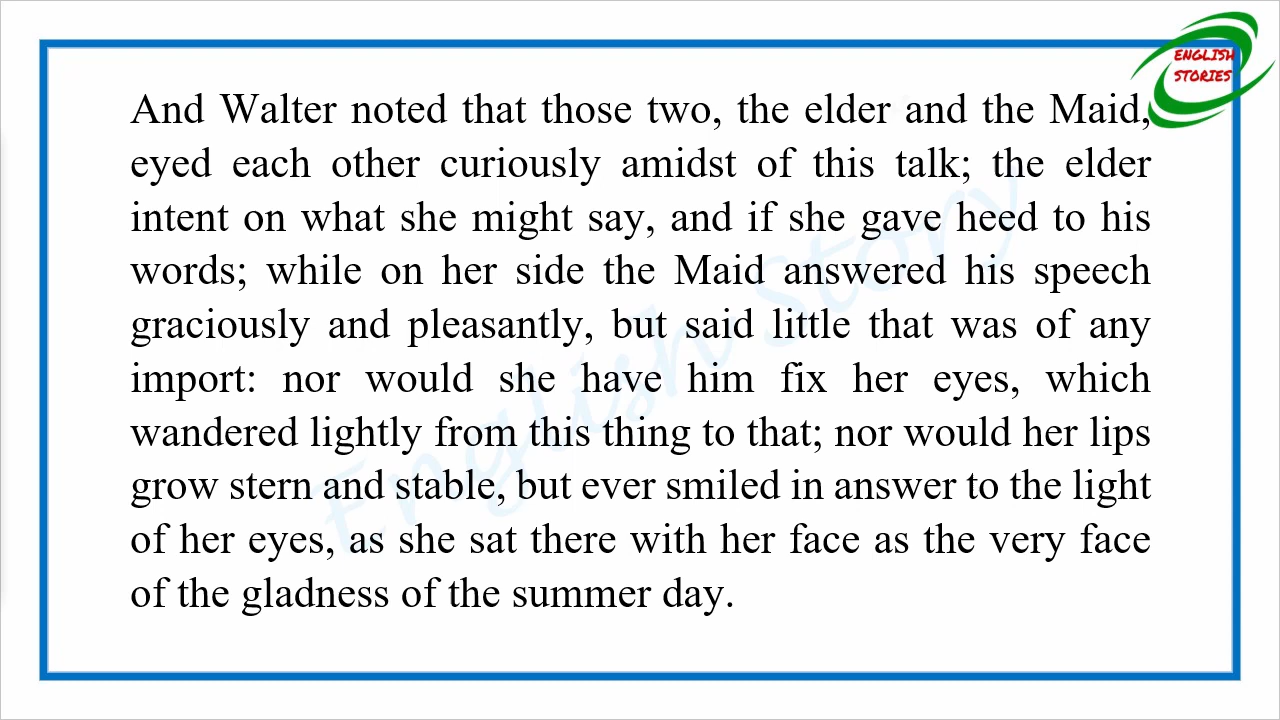 ENGLISH
STORIES
And Walter noted that those two, the elder and the Maid,
eyed each other curiously amidst of this talk; the elder
intent on what she might say, and if she gave heed to his
words; while on her side the Maid answered his speech
graciously and pleasantly, but said little that was of any
import: nor would she have him fix her eyes, which
wandered lightly from this thing to that; nor would her lips
grow stern and stable, but ever smiled in answer to the light
of her eyes, as she sat there with her face as the very face
of the gladness of the summer day.
English Story